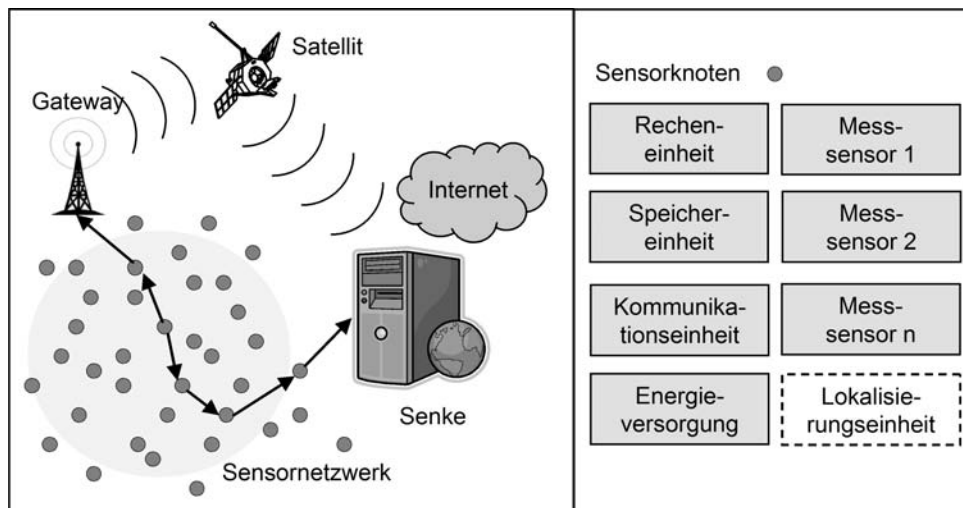 Satellit
Gateway
Internet
Senke
Sensornetzwerk
Sensorknoten
Rechen-
einheit
Mess-
sensor 1
Speicher-
einheit
Mess-
sensor 2
Kommunika-
tionseinheit
Mess-
sensor n
Energie-
versorgung
Lokalisie-
rungseinheit